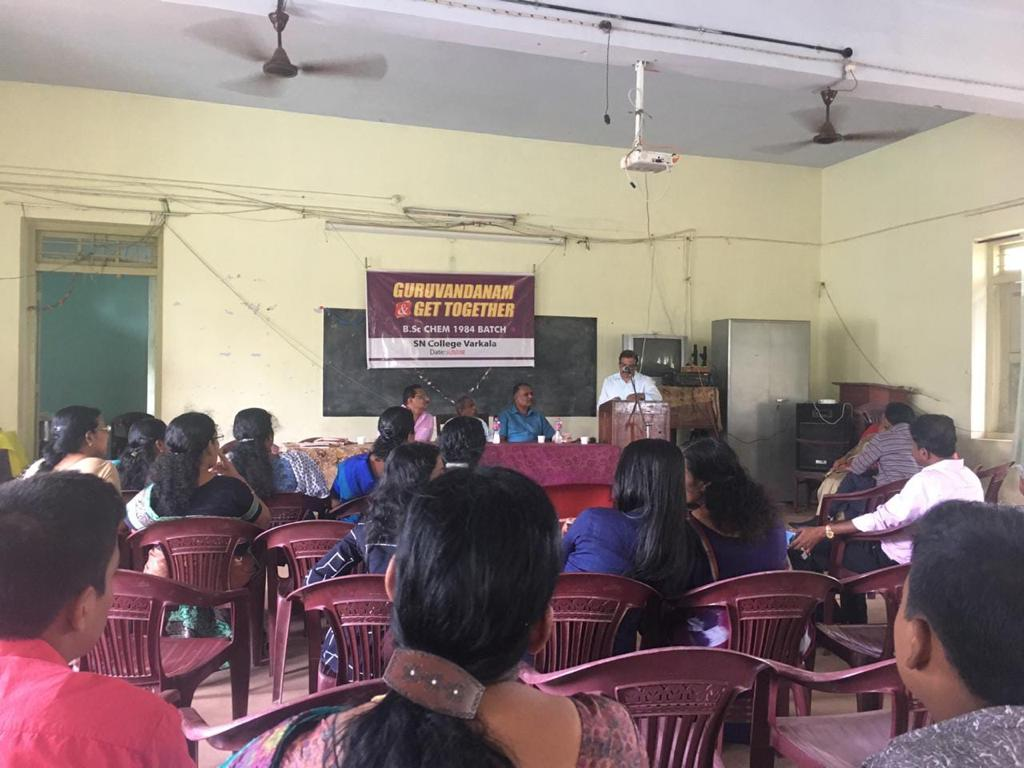 GURUVANDANAM
& GET TOGETHER
B.Sc CHEM 1984 BATCH
SN College Varkala
Date: